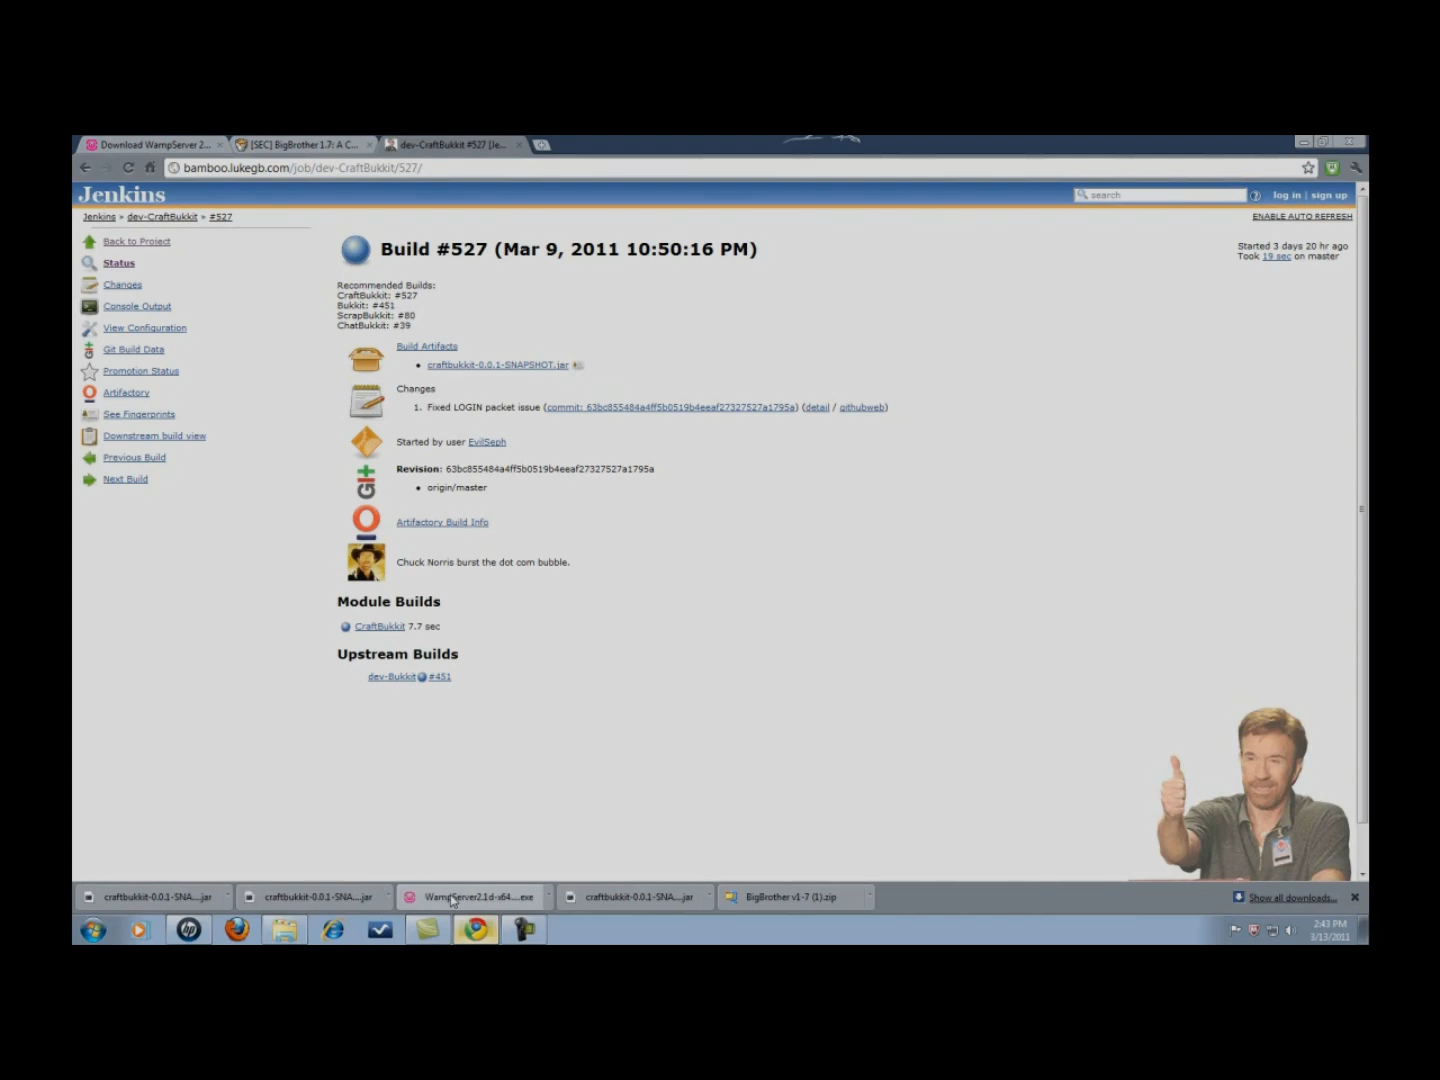 Download WampServer 2...
[SEC] BigBrother 1.7: A C...
dev-CraftBukkit #527 [Je...
bamboo.lukegb.com/job/dev-CraftBukkit/527/
Jenkins
search
log in | sign up
Jenkins » dev-CraftBukkit » #527
ENABLE AUTO REFRESH
Back to Project
Status
Changes
Console Output
View Configuration
Git Build Data
Promotion Status
Artifactory
See Fingerprints
Downstream build view
Previous Build
Next Build
Build #527 (Mar 9, 2011 10:50:16 PM)
Started 3 days 20 hr ago
Took 19 sec on master
Recommended Builds:
CraftBukkit: #527
Bukkit: #451
ScrapBukkit: #80
ChatBukkit: #39
Build Artifacts
• craftbukkit-0.0.1-SNAPSHOT.jar
Changes
1. Fixed LOGIN packet issue (commit: 63bc855484a4ff5b0519b4eeaf27327527a1795a) (detail / githubweb)
Started by user EvilSeph
Revision: 63bc855484a4ff5b0519b4eeaf27327527a1795a
• origin/master
Artifactory Build Info
Chuck Norris burst the dot com bubble.
Module Builds
CraftBukkit 7.7 sec
Upstream Builds
dev-Bukkit #451
craftbukkit-0.0.1-SNA....jar
craftbukkit-0.0.1-SNA....jar
WampServer2.1d-x64....exe
craftbukkit-0.0.1-SNA....jar
BigBrother v1-7 (1).zip
Show all downloads...
2:43 PM
3/13/2011